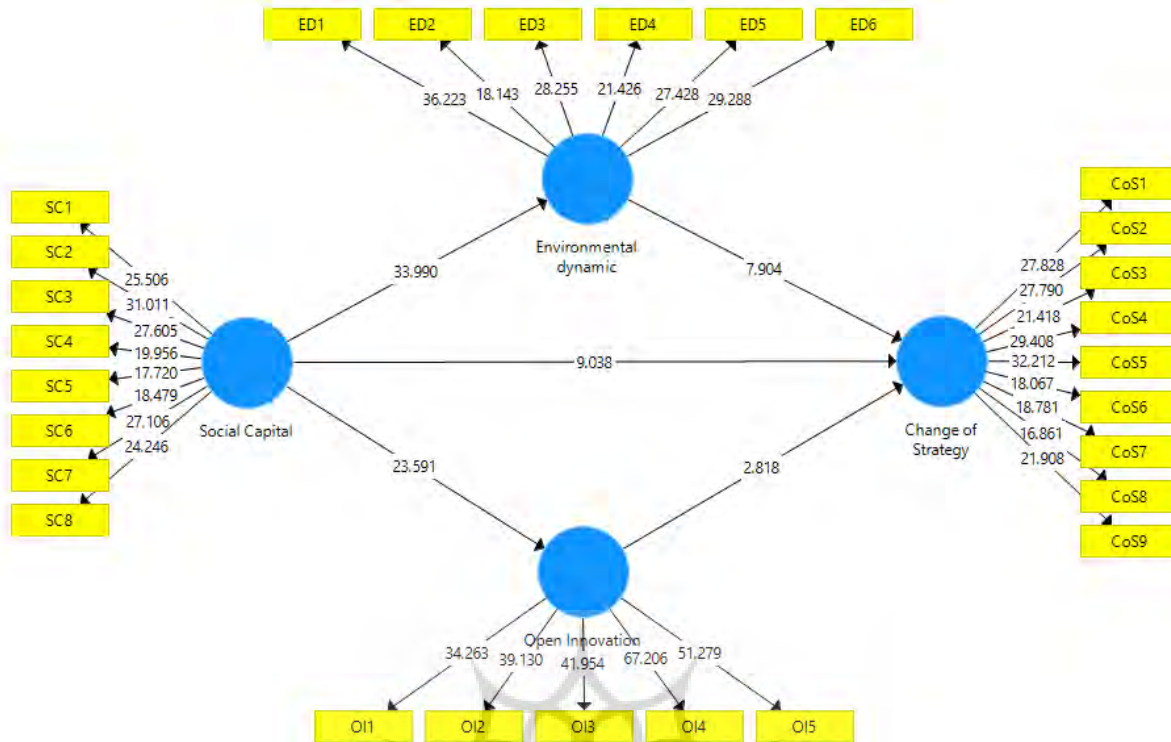 ED1 ED2 ED3 ED4 ED5 ED6
36.223 18.143 28.255 21.426 27.428 29.288
Environmental
dynamic
SC1
SC2
SC3
SC4
SC5
SC6
SC7
SC8
25.506
31.011
27.605
19.956
17.720
18.479
27.106
24.246
Social Capital
33.990
7.904
9.038
23.591
2.818
Change of
Strategy
27.828
27.790
21.418
29.408
32.212
18.067
18.781
16.861
21.908
CoS1
CoS2
CoS3
CoS4
CoS5
CoS6
CoS7
CoS8
CoS9
Open Innovation
34.263 39.130 41.954 67.206 51.279
OI1 OI2 OI3 OI4 OI5